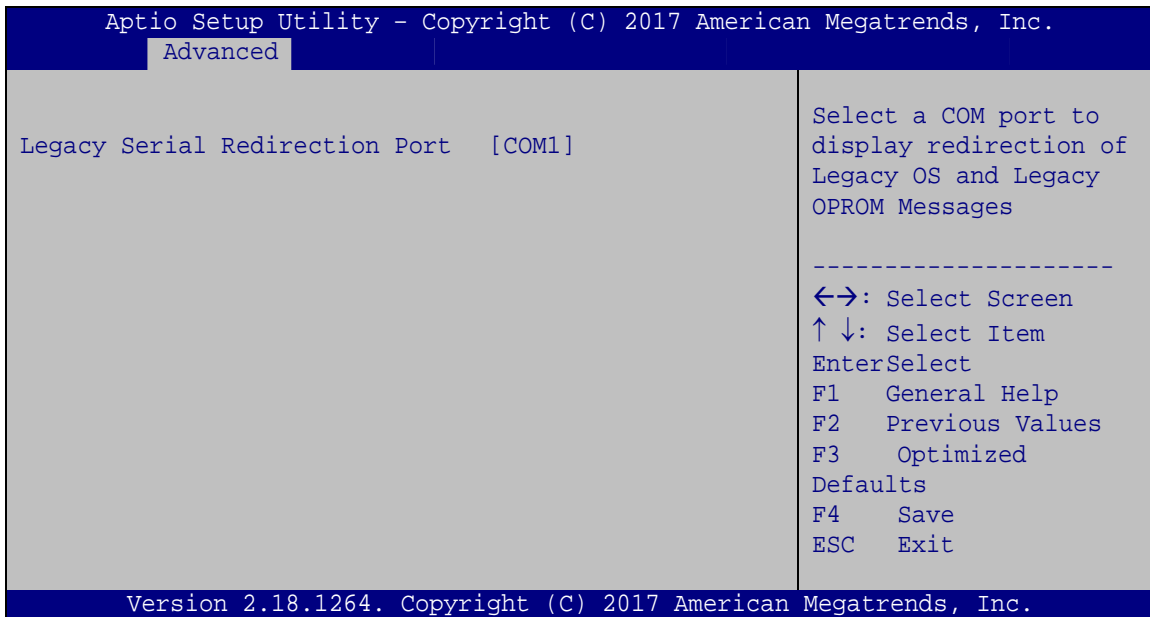 Aptio Setup Utility – Copyright (C) 2017 American Megatrends, Inc.
Advanced
Legacy Serial Redirection Port [COM1]
Select a COM port to
display redirection of
Legacy OS and Legacy
OPROM Messages
---------------------
←→: Select Screen
↑ ↓: Select Item
EnterSelect
F1 General Help
F2 Previous Values
F3 Optimized
Defaults
F4 Save
ESC Exit
Version 2.18.1264. Copyright (C) 2017 American Megatrends, Inc.